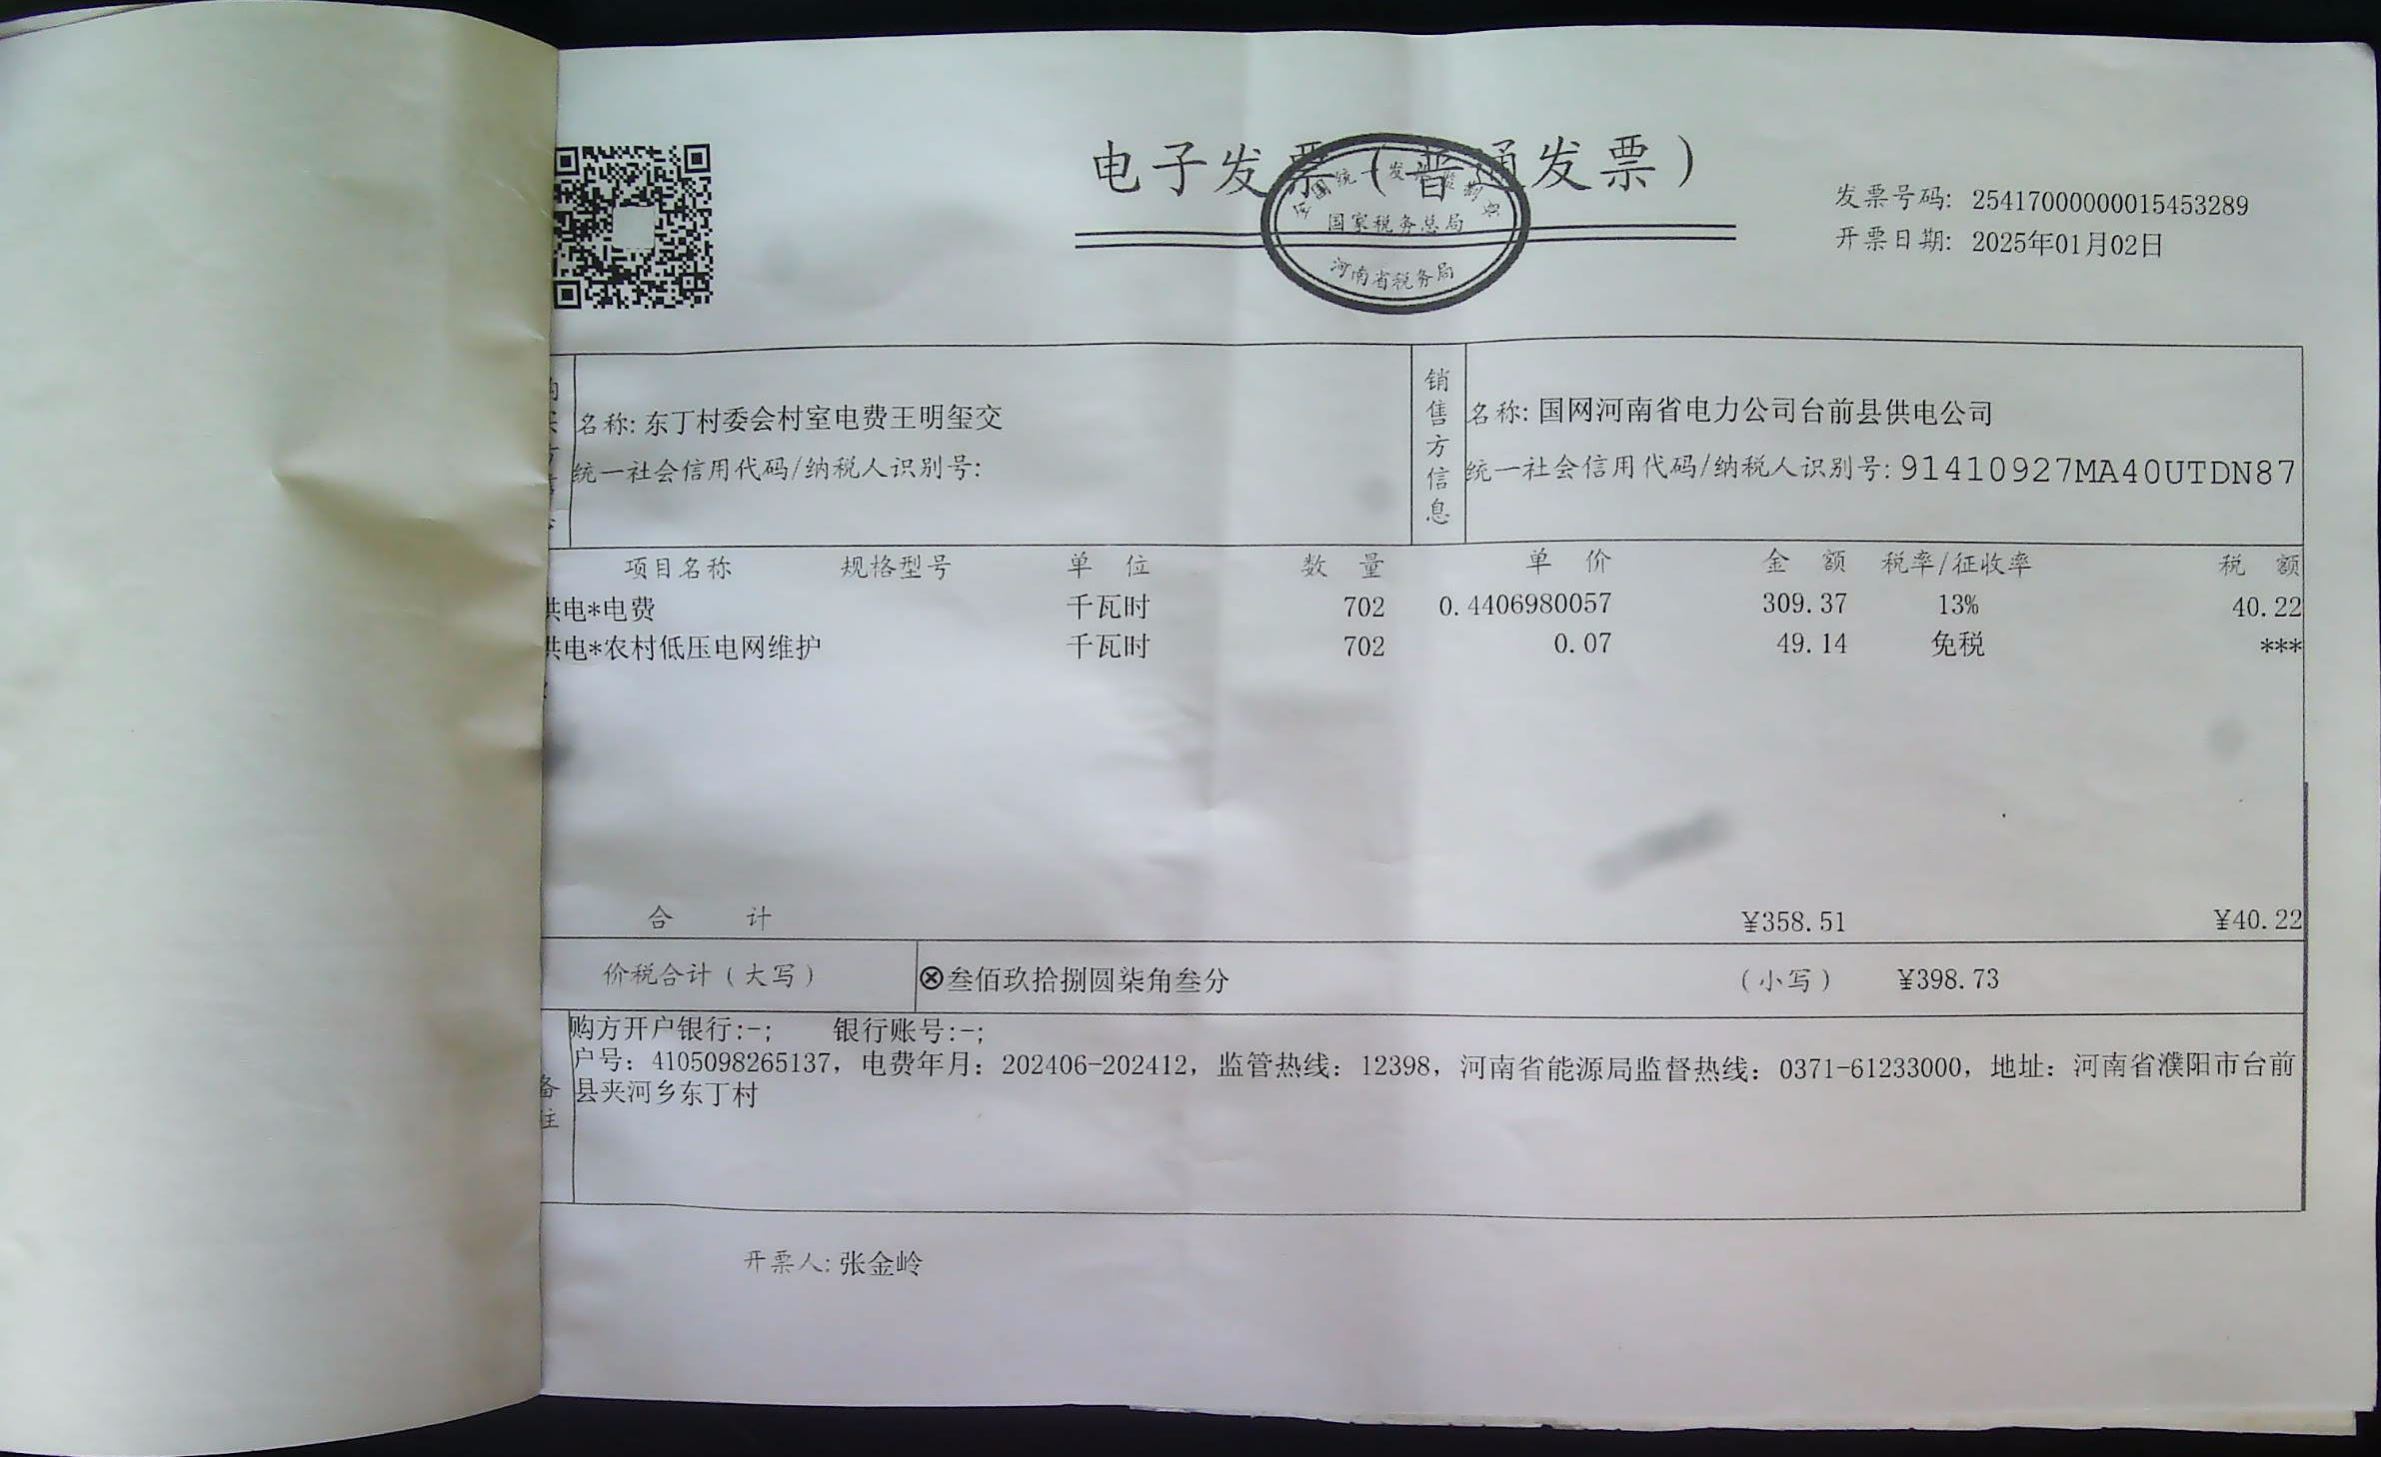 电子发票（普通发票）
国家税务总局
河南省税务局
发票号码: 25417000000015453289
开票日期: 2025年01月02日
名称: 东丁村委会村室电费王明玺交
统一社会信用代码/纳税人识别号:
销售方信息
名称: 国网河南省电力公司台前县供电公司
统一社会信用代码/纳税人识别号: 91410927MA40UTDN87
项目名称 规格型号 单位 数量 单价 金额 税率/征收率 税额
供电*电费 千瓦时 702 0.4406980057 309.37 13% 40.22
供电*农村低压电网维护 千瓦时 702 0.07 49.14 免税 ***
合计 ¥358.51 ¥40.22
价税合计（大写） ⊗叁佰玖拾捌圆柒角叁分 （小写） ¥398.73
备注
购方开户银行:-; 银行账号:-;
户号: 4105098265137, 电费年月: 202406-202412, 监管热线: 12398, 河南省能源局监督热线: 0371-61233000, 地址: 河南省濮阳市台前
县夹河乡东丁村
开票人: 张金岭